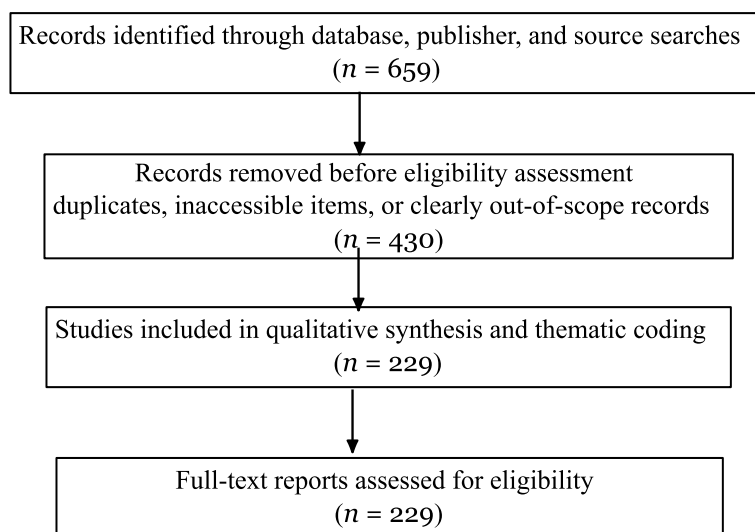 Records identified through database, publisher, and source searches
(n = 659)
Records removed before eligibility assessment
duplicates, inaccessible items, or clearly out-of-scope records
(n = 430)
Studies included in qualitative synthesis and thematic coding
(n = 229)
Full-text reports assessed for eligibility
(n = 229)